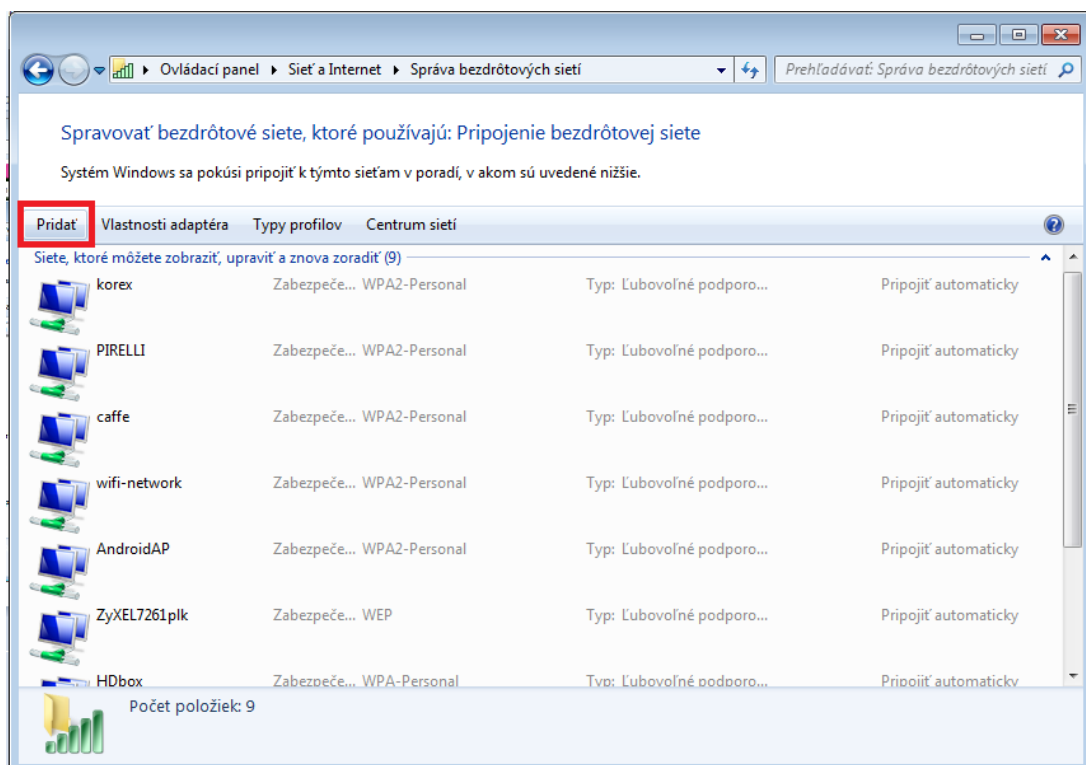 Ovládací panel Sieť a Internet Správa bezdrôtových sietí Prehľadávať: Správa bezdrôtových sietí
Spravovať bezdrôtové siete, ktoré používajú: Pripojenie bezdrôtovej siete
Systém Windows sa pokúsi pripojiť k týmto sieťam v poradí, v akom sú uvedené nižšie.
Pridať Vlastnosti adaptéra Typy profilov Centrum sietí
Siete, ktoré môžete zobraziť, upraviť a znova zoradiť (9)
korex Zabezpeče... WPA2-Personal Typ: Ľubovoľné podporo... Pripojiť automaticky
PIRELLI Zabezpeče... WPA2-Personal Typ: Ľubovoľné podporo... Pripojiť automaticky
caffe Zabezpeče... WPA2-Personal Typ: Ľubovoľné podporo... Pripojiť automaticky
wifi-network Zabezpeče... WPA2-Personal Typ: Ľubovoľné podporo... Pripojiť automaticky
AndroidAP Zabezpeče... WPA2-Personal Typ: Ľubovoľné podporo... Pripojiť automaticky
ZyXEL7261plk Zabezpeče... WEP Typ: Ľubovoľné podporo... Pripojiť automaticky
HDbox Zabezpeče... WPA-Personal Typ: Ľubovoľné podporo... Pripojiť automaticky
Počet položiek: 9